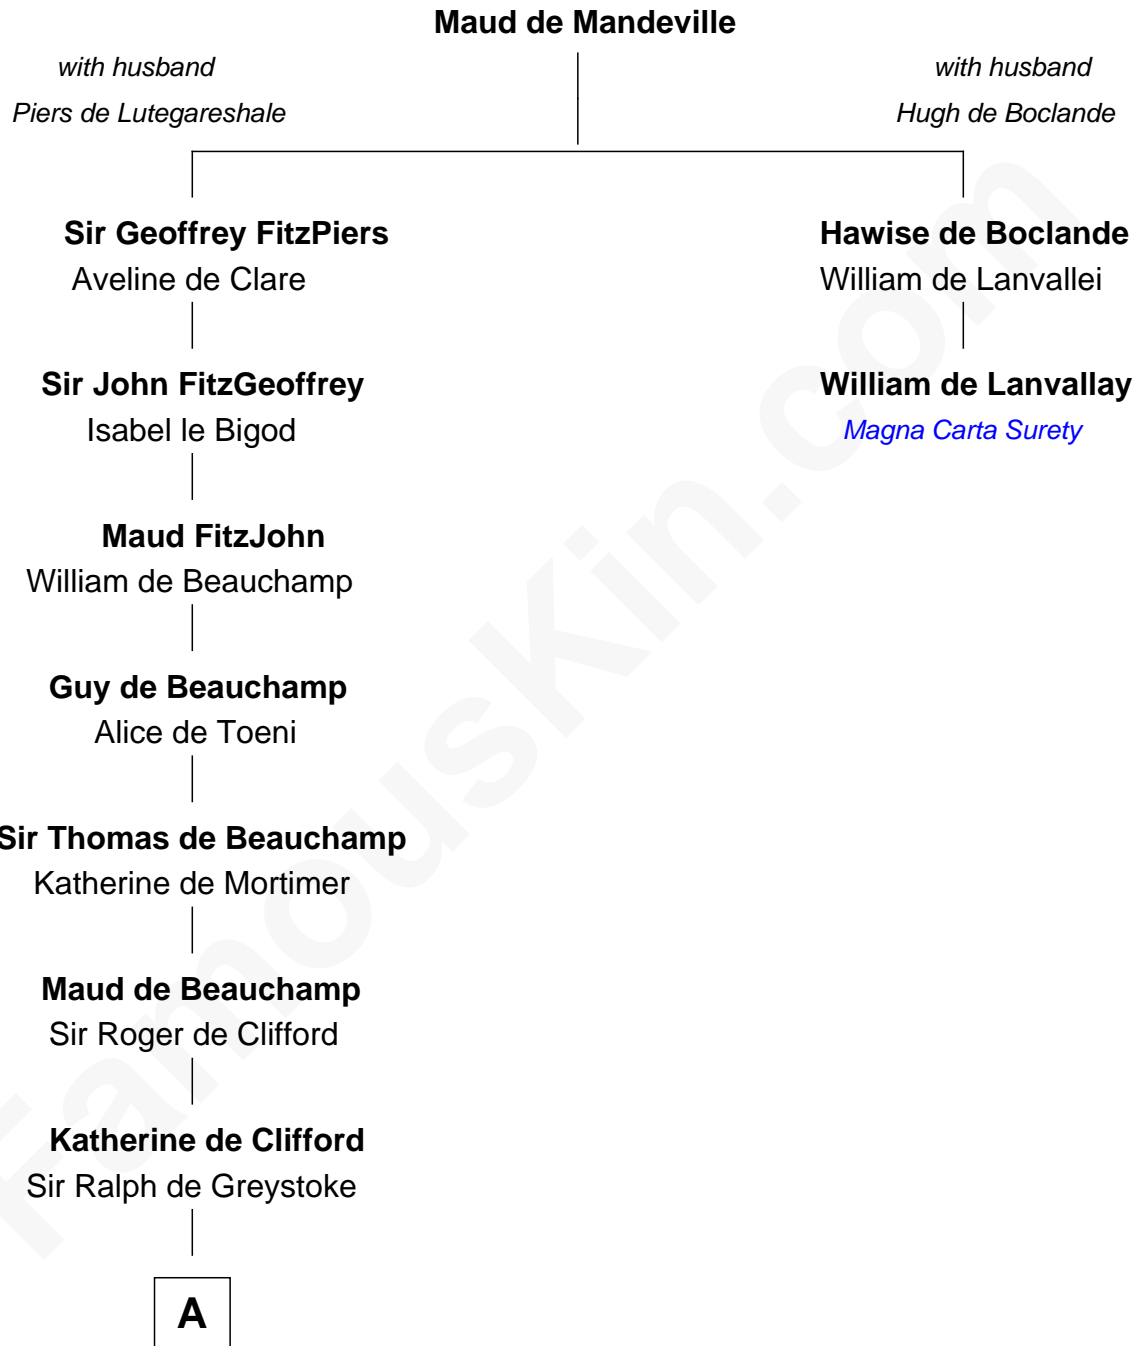 Maud de Mandeville
with husband
Piers de Lutegareshale
with husband
Hugh de Boclande
Sir Geoffrey FitzPiers
Aveline de Clare
Hawise de Boclande
William de Lanvallei
Sir John FitzGeoffrey
Isabel le Bigod
William de Lanvallay
Magna Carta Surety
Maud FitzJohn
William de Beauchamp
Guy de Beauchamp
Alice de Toeni
Sir Thomas de Beauchamp
Katherine de Mortimer
Maud de Beauchamp
Sir Roger de Clifford
Katherine de Clifford
Sir Ralph de Greystoke
A
FamousKin.com